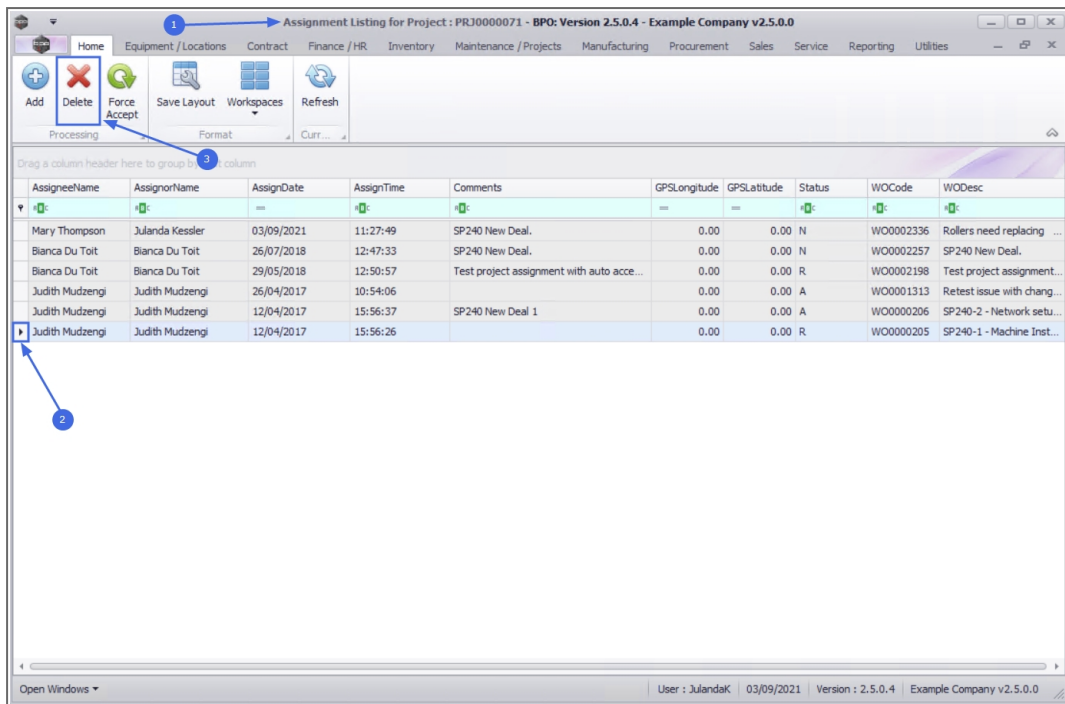 1
Assignment Listing for Project : PRJ0000071 - BPO: Version 2.5.0.4 - Example Company v2.5.0.0
Home Equipment / Locations Contract Finance / HR Inventory Maintenance / Projects Manufacturing Procurement Sales Service Reporting Utilities
Add Delete Force Accept Save Layout Workspaces Refresh
Processing Format Curr...
3
Drag a column header here to group by column
AssigneeName AssignorName AssignDate AssignTime Comments GPSLongitude GPSLatitude Status WOCode WODesc
Mary Thompson Julanda Kessler 03/09/2021 11:27:49 SP240 New Deal. 0.00 0.00 N WO0002336 Rollers need replacing ...
Bianca Du Toit Bianca Du Toit 26/07/2018 12:47:33 SP240 New Deal. 0.00 0.00 N WO0002257 SP240 New Deal.
Bianca Du Toit Bianca Du Toit 29/05/2018 12:50:57 Test project assignment with auto acce... 0.00 0.00 R WO0002198 Test project assignment...
Judith Mudzengi Judith Mudzengi 26/04/2017 10:54:06 0.00 0.00 A WO0001313 Retest issue with chang...
Judith Mudzengi Judith Mudzengi 12/04/2017 15:56:37 SP240 New Deal 1 0.00 0.00 A WO0000206 SP240-2 - Network setu...
Judith Mudzengi Judith Mudzengi 12/04/2017 15:56:26 0.00 0.00 R WO0000205 SP240-1 - Machine Inst...
2
Open Windows User : JulandaK 03/09/2021 Version : 2.5.0.4 Example Company v2.5.0.0